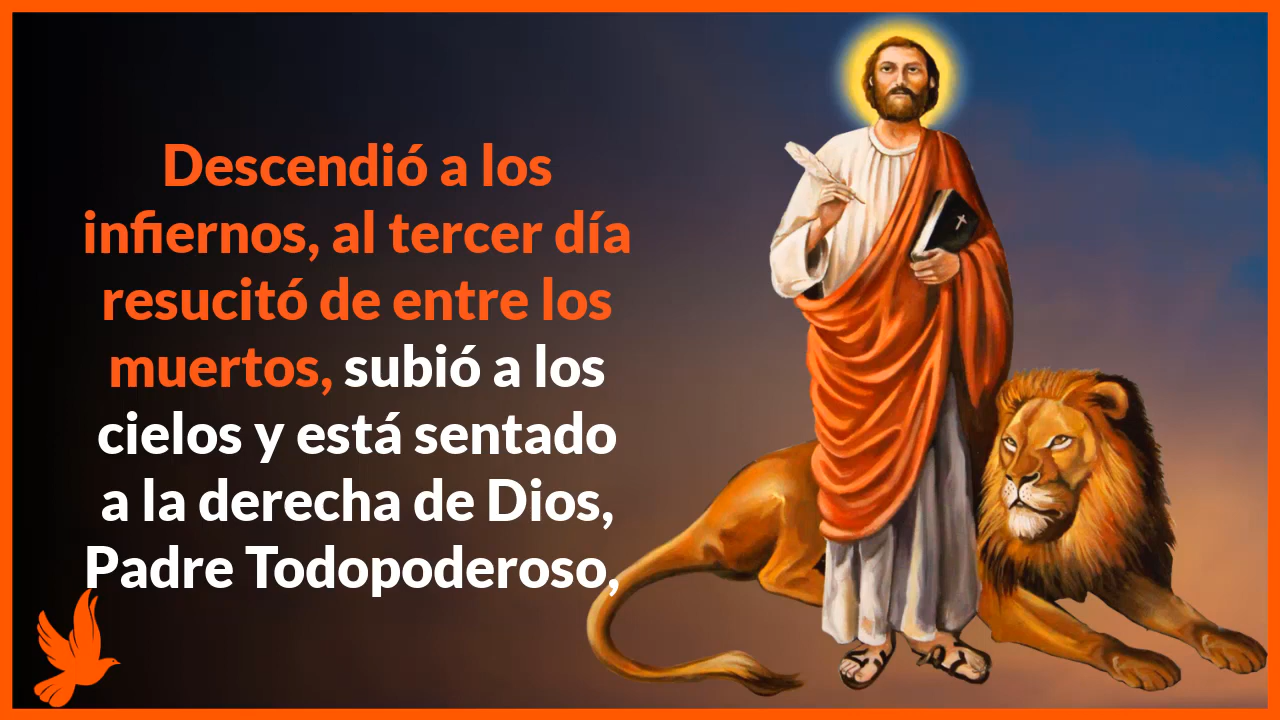 Descendió a los
infiernos, al tercer día
resucitó de entre los
muertos, subió a los
cielos y está sentado
a la derecha de Dios,
Padre Todopoderoso,